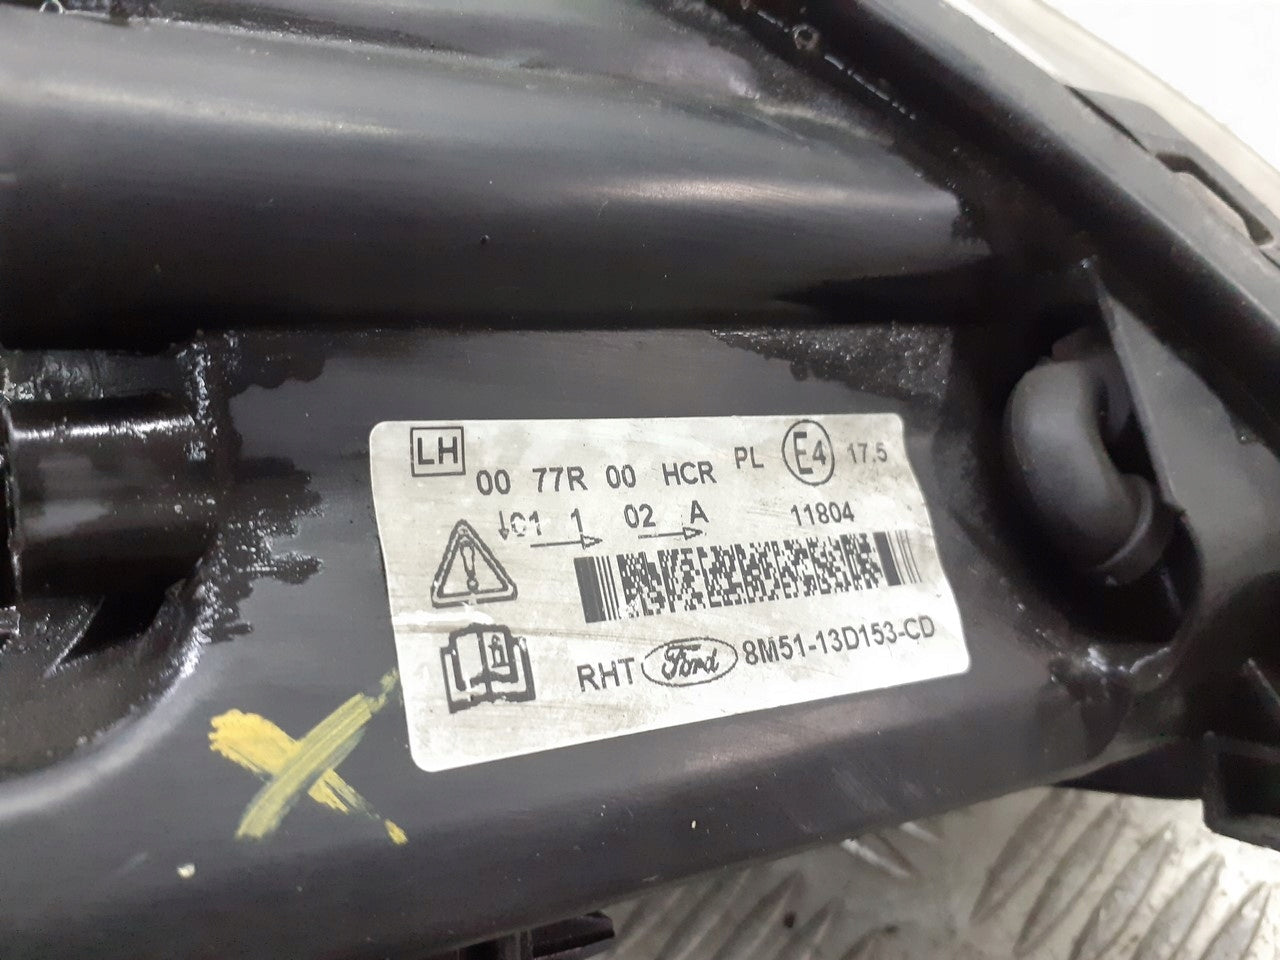 LH
00 77R 00 HCR PL E4 17.5
01 1 02 A 11804
RHT Ford 8M51-13D153-CD